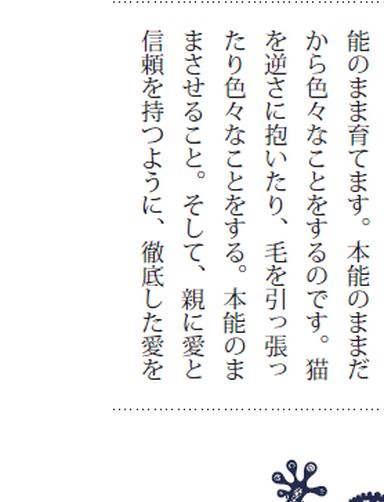 能のまま育てます。本能のままだ
から色々なことをするのです。猫
を逆さに抱いたり、毛を引っ張っ
たり色々なことをする。本能のま
まさせること。そして、親に愛と
信頼を持つように、徹底した愛を